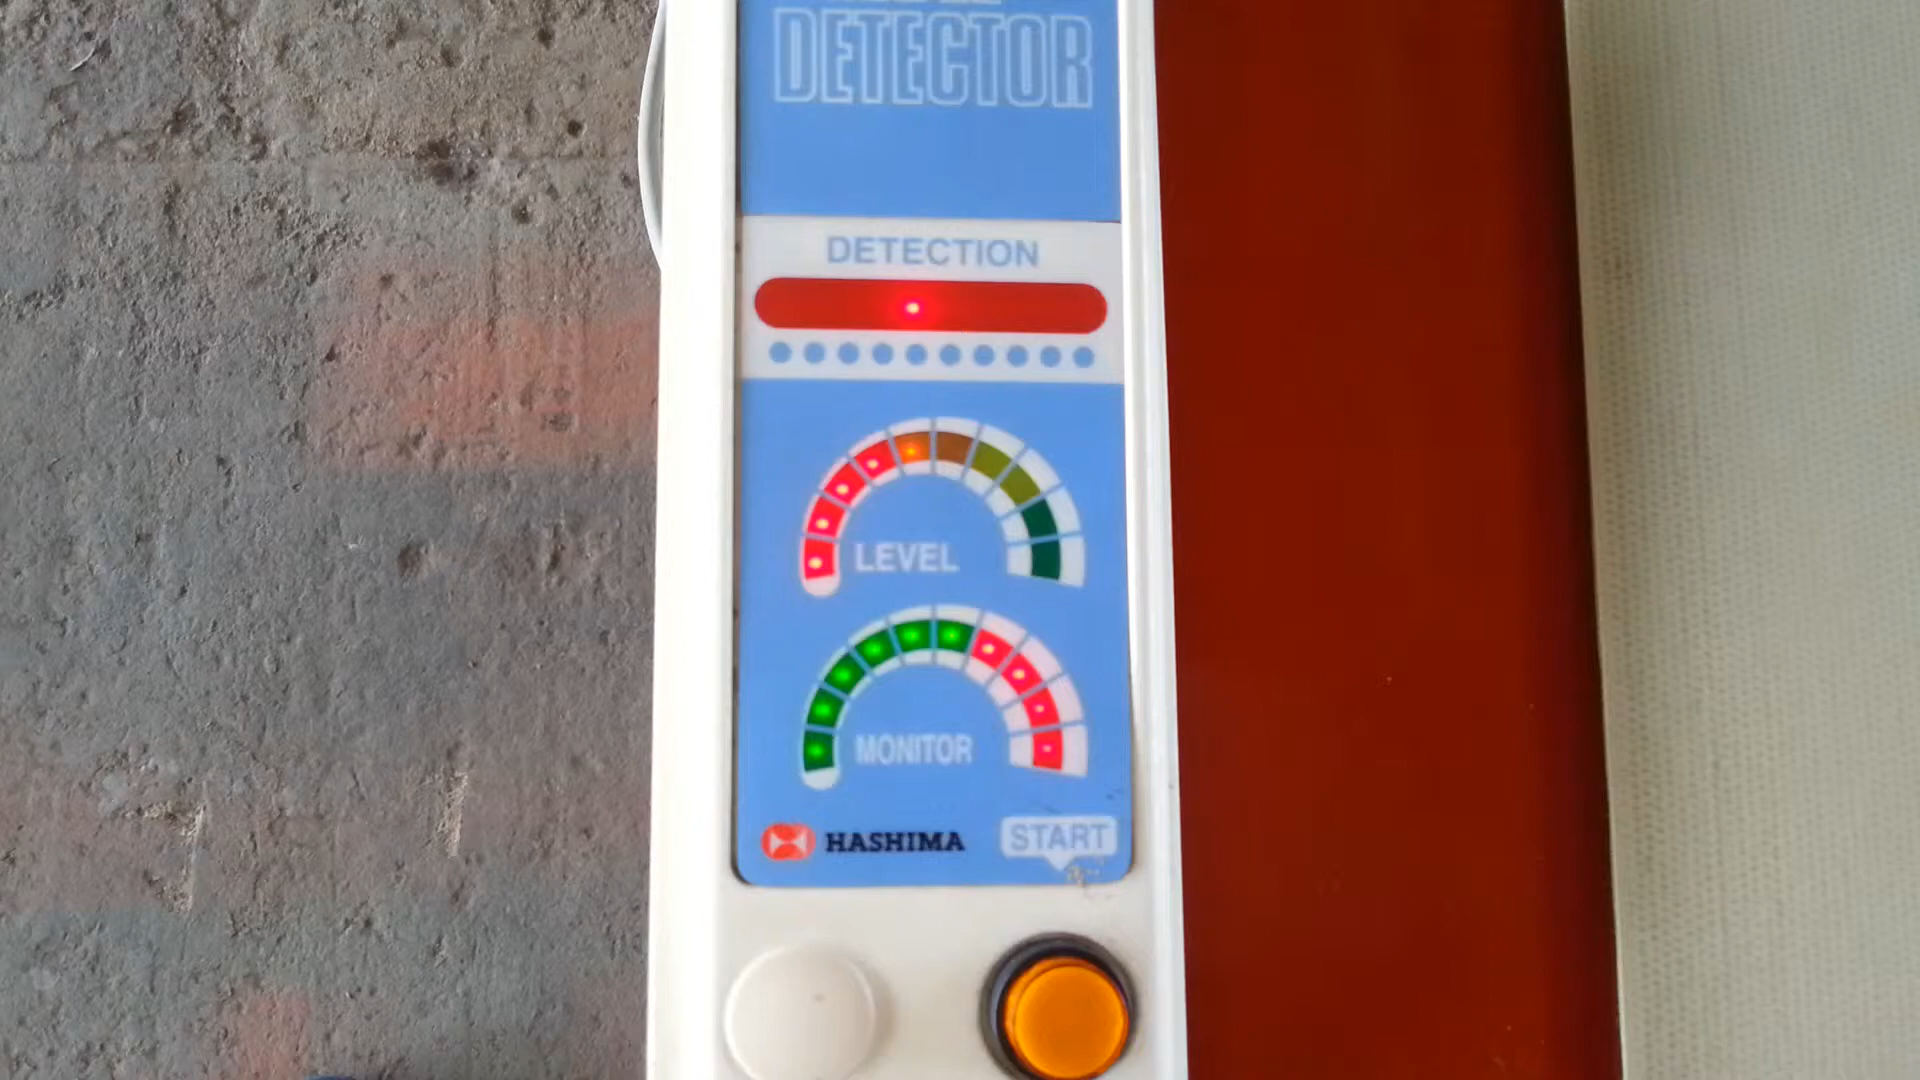 DETECTOR
DETECTION
LEVEL
MONITOR
HASHIMA
START